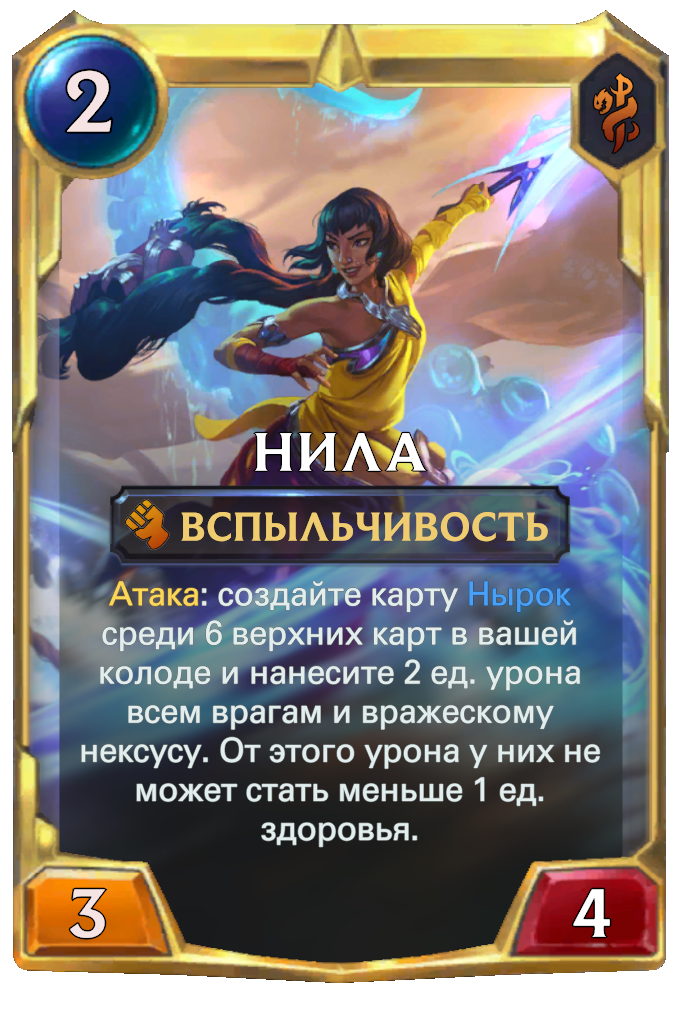 2
НИЛА
ВСПЫЛЬЧИВОСТЬ
Атака: создайте карту Нырок
среди 6 верхних карт в вашей
колоде и нанесите 2 ед. урона
всем врагам и вражескому
нексусу. От этого урона у них не
может стать меньше 1 ед.
здоровья.
3
4